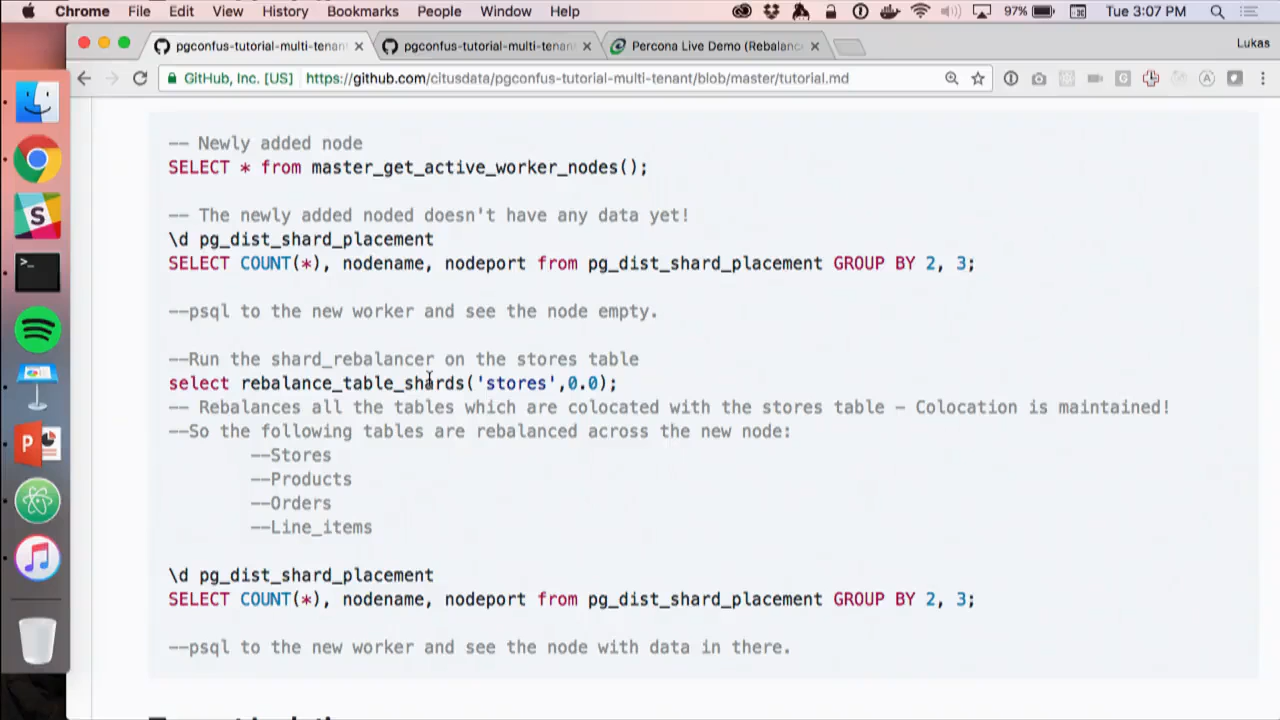 Chrome File Edit View History Bookmarks People Window Help 97% Tue 3:07 PM
pgconfus-tutorial-multi-tenant pgconfus-tutorial-multi-tenant Percona Live Demo (Rebalanc Lukas
GitHub, Inc. [US] https://github.com/citusdata/pgconfus-tutorial-multi-tenant/blob/master/tutorial.md
-- Newly added node
SELECT * from master_get_active_worker_nodes();
-- The newly added noded doesn't have any data yet!
\d pg_dist_shard_placement
SELECT COUNT(*), nodename, nodeport from pg_dist_shard_placement GROUP BY 2, 3;
--psql to the new worker and see the node empty.
--Run the shard_rebalancer on the stores table
select rebalance_table_shards('stores',0.0);
-- Rebalances all the tables which are colocated with the stores table - Colocation is maintained!
--So the following tables are rebalanced across the new node:
--Stores
--Products
--Orders
--Line_items
\d pg_dist_shard_placement
SELECT COUNT(*), nodename, nodeport from pg_dist_shard_placement GROUP BY 2, 3;
--psql to the new worker and see the node with data in there.